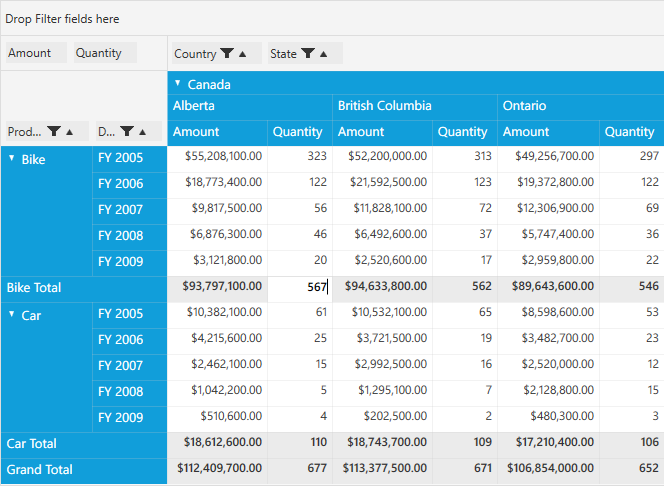 Drop Filter fields here
Amount Quantity Country State
Canada
Alberta British Columbia Ontario
Prod... D... Amount Quantity Amount Quantity Amount Quantity
Bike FY 2005 $55,208,100.00 323 $52,200,000.00 313 $49,256,700.00 297
FY 2006 $18,773,400.00 122 $21,592,500.00 123 $19,372,800.00 122
FY 2007 $9,817,500.00 56 $11,828,100.00 72 $12,306,900.00 69
FY 2008 $6,876,300.00 46 $6,492,600.00 37 $5,747,400.00 36
FY 2009 $3,121,800.00 20 $2,520,600.00 17 $2,959,800.00 22
Bike Total $93,797,100.00 567 $94,633,800.00 562 $89,643,600.00 546
Car FY 2005 $10,382,100.00 61 $10,532,100.00 65 $8,598,600.00 53
FY 2006 $4,215,600.00 25 $3,721,500.00 19 $3,482,700.00 23
FY 2007 $2,462,100.00 15 $2,992,500.00 16 $2,520,000.00 12
FY 2008 $1,042,200.00 5 $1,295,100.00 7 $2,128,800.00 15
FY 2009 $510,600.00 4 $202,500.00 2 $480,300.00 3
Car Total $18,612,600.00 110 $18,743,700.00 109 $17,210,400.00 106
Grand Total $112,409,700.00 677 $113,377,500.00 671 $106,854,000.00 652